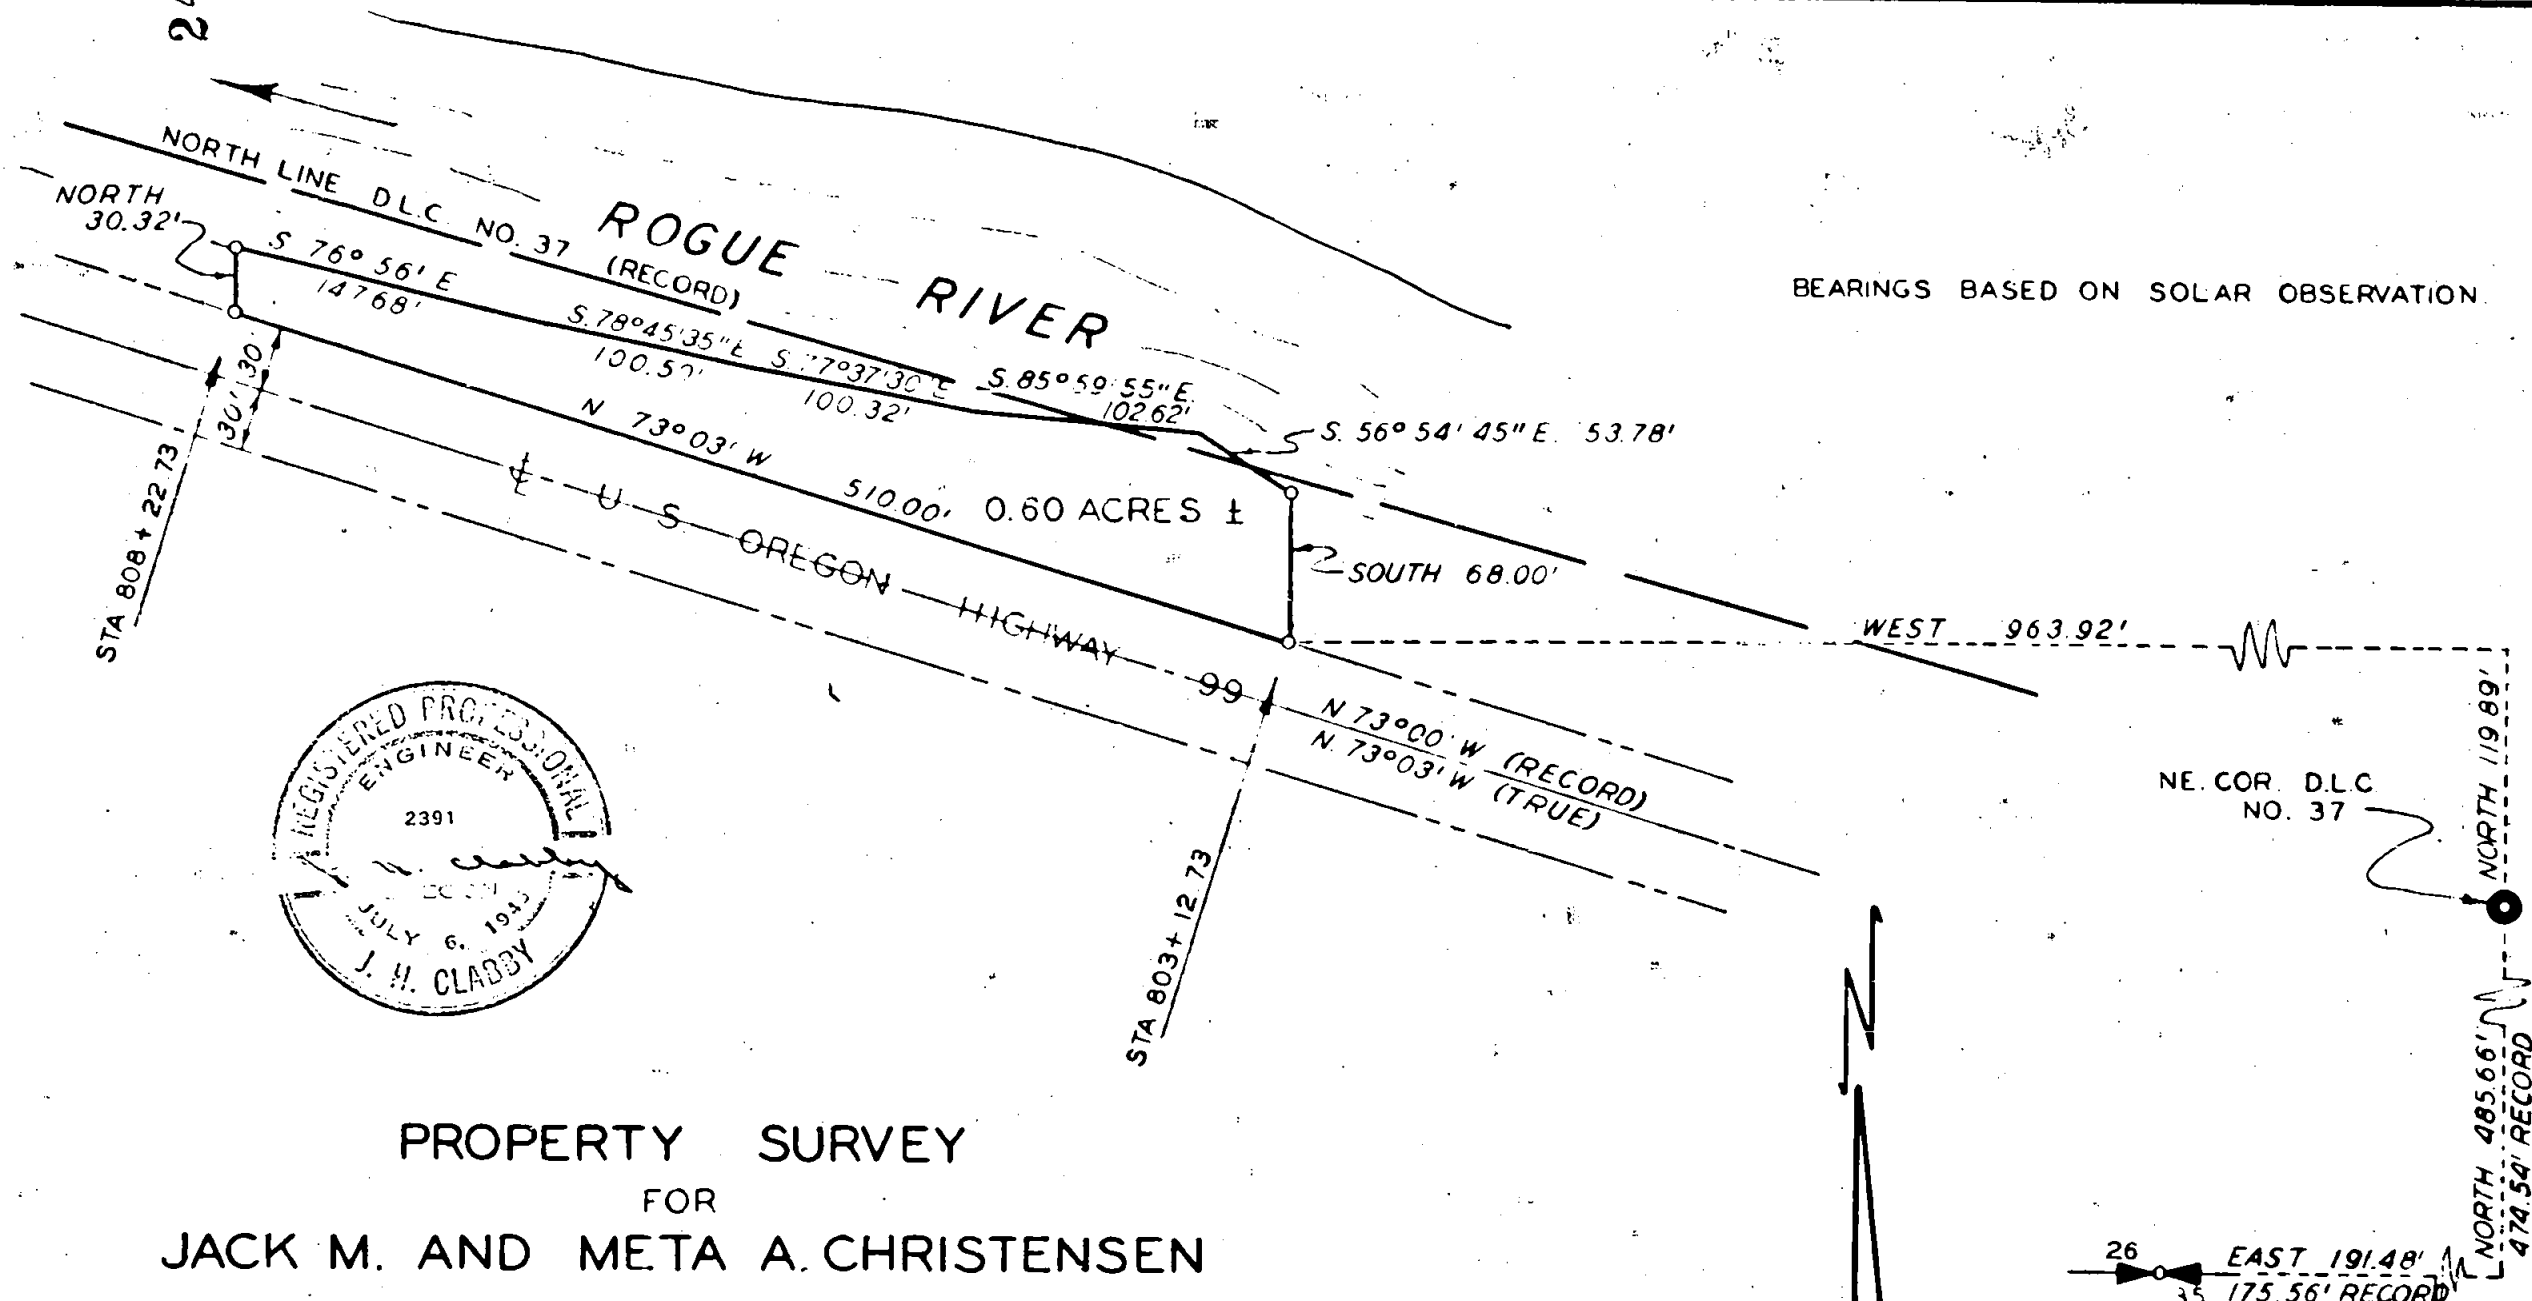 NORTH LINE D.L.C. NO. 37 (RECORD)
NORTH
30.32'
ROGUE RIVER
S 76° 56' E
147.68'
S. 78°45'35" E
S. 77°37'30" E
100.32'
S. 85°59'55" E.
102.62'
S. 56° 54' 45" E. 53.78'
BEARINGS BASED ON SOLAR OBSERVATION.
30'
30'
N 73°03' W 510.00'
0.60 ACRES ±
SOUTH 68.00'
℄ U S OREGON HIGHWAY 99
STA 808 + 22.73
STA 803 + 12.73
N 73°00' W (RECORD)
N. 73°03' W (TRUE)
WEST 963.92'
NORTH 119.89'
NE. COR. D.L.C.
NO. 37
NORTH 485.66'
474.54' RECORD
26
EAST 191.48'
35
175.56' RECORD
REGISTERED PROFESSIONAL
ENGINEER
2391
JULY 6, 1943
J. H. CLABBY
PROPERTY SURVEY
FOR
JACK M. AND META A. CHRISTENSEN